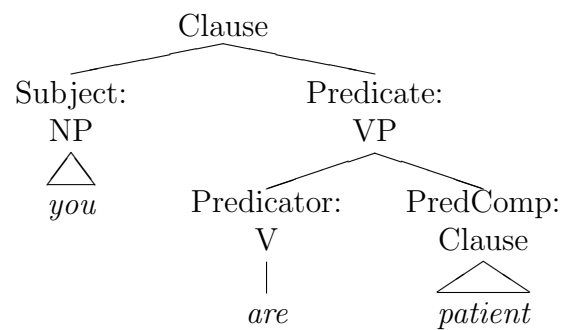 Clause
Subject: Predicate:
NP VP
you Predicator: PredComp:
V Clause
are patient